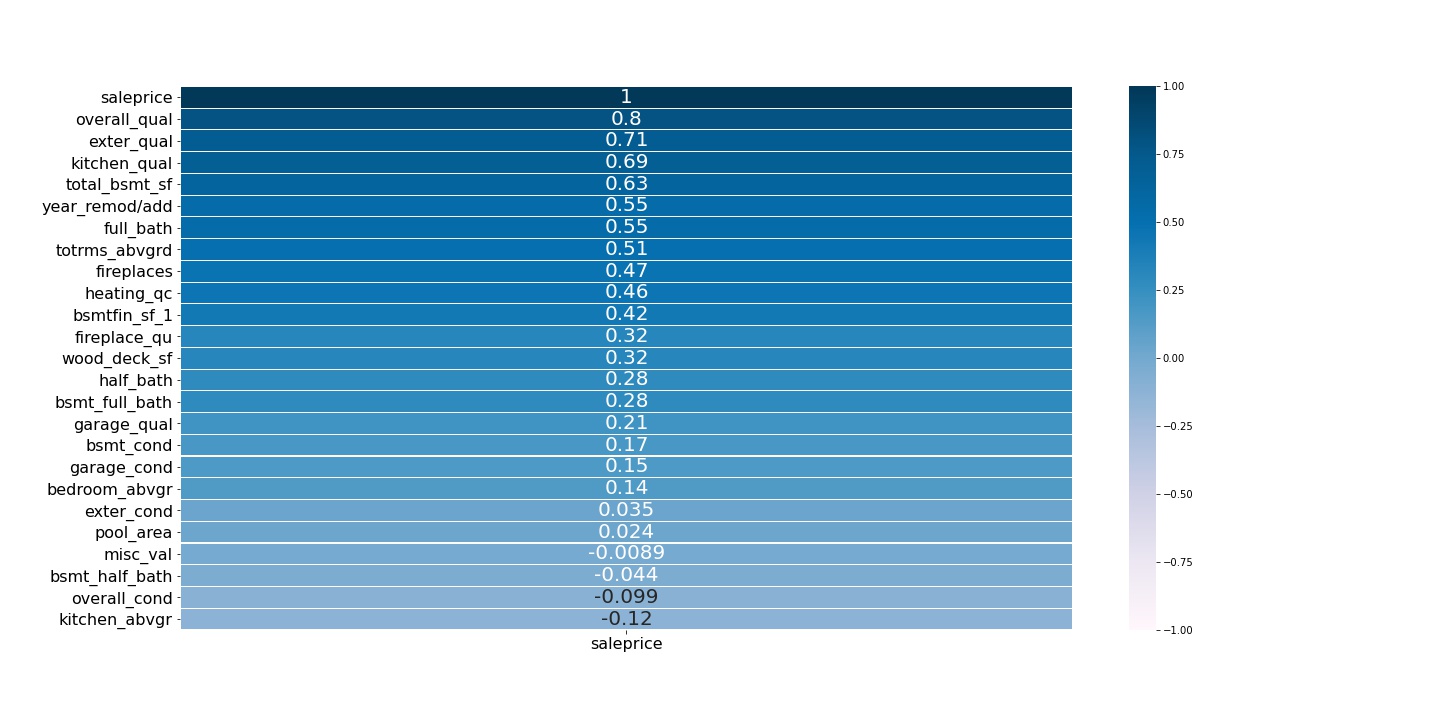 saleprice 1
overall_qual 0.8
exter_qual 0.71
kitchen_qual 0.69
total_bsmt_sf 0.63
year_remod/add 0.55
full_bath 0.55
totrms_abvgrd 0.51
fireplaces 0.47
heating_qc 0.46
bsmtfin_sf_1 0.42
fireplace_qu 0.32
wood_deck_sf 0.32
half_bath 0.28
bsmt_full_bath 0.28
garage_qual 0.21
bsmt_cond 0.17
garage_cond 0.15
bedroom_abvgr 0.14
exter_cond 0.035
pool_area 0.024
misc_val -0.0089
bsmt_half_bath -0.044
overall_cond -0.099
kitchen_abvgr -0.12
saleprice
1.00
0.75
0.50
0.25
0.00
−0.25
−0.50
−0.75
−1.00